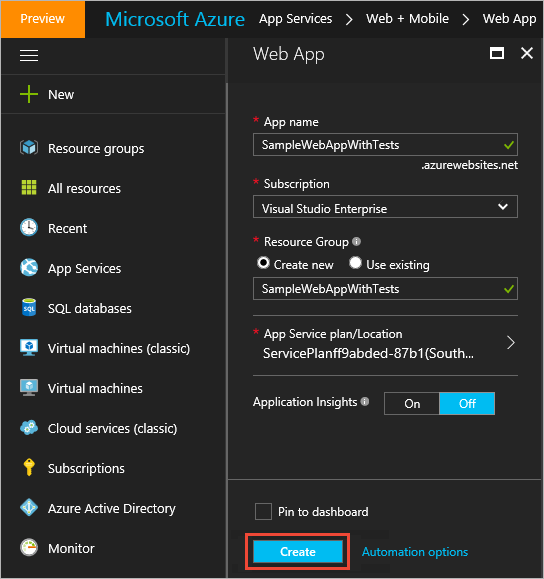 Preview
Microsoft Azure App Services > Web + Mobile > Web App
New
Resource groups
All resources
Recent
App Services
SQL databases
Virtual machines (classic)
Virtual machines
Cloud services (classic)
Subscriptions
Azure Active Directory
Monitor
Web App
* App name
SampleWebAppWithTests
.azurewebsites.net
* Subscription
Visual Studio Enterprise
* Resource Group
Create new Use existing
SampleWebAppWithTests
* App Service plan/Location
ServicePlanff9abded-87b1(South...
Application Insights On Off
Pin to dashboard
Create Automation options